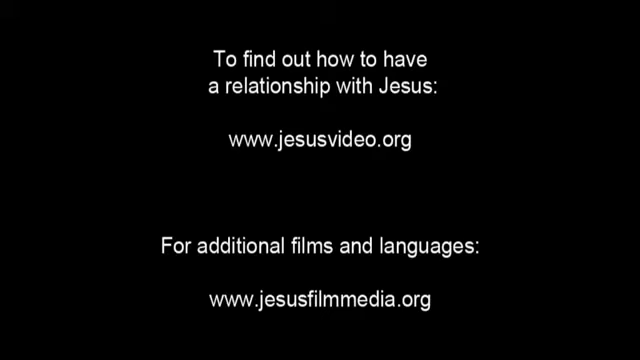 To find out how to have
a relationship with Jesus:
www.jesusvideo.org
For additional films and languages:
www.jesusfilmmedia.org